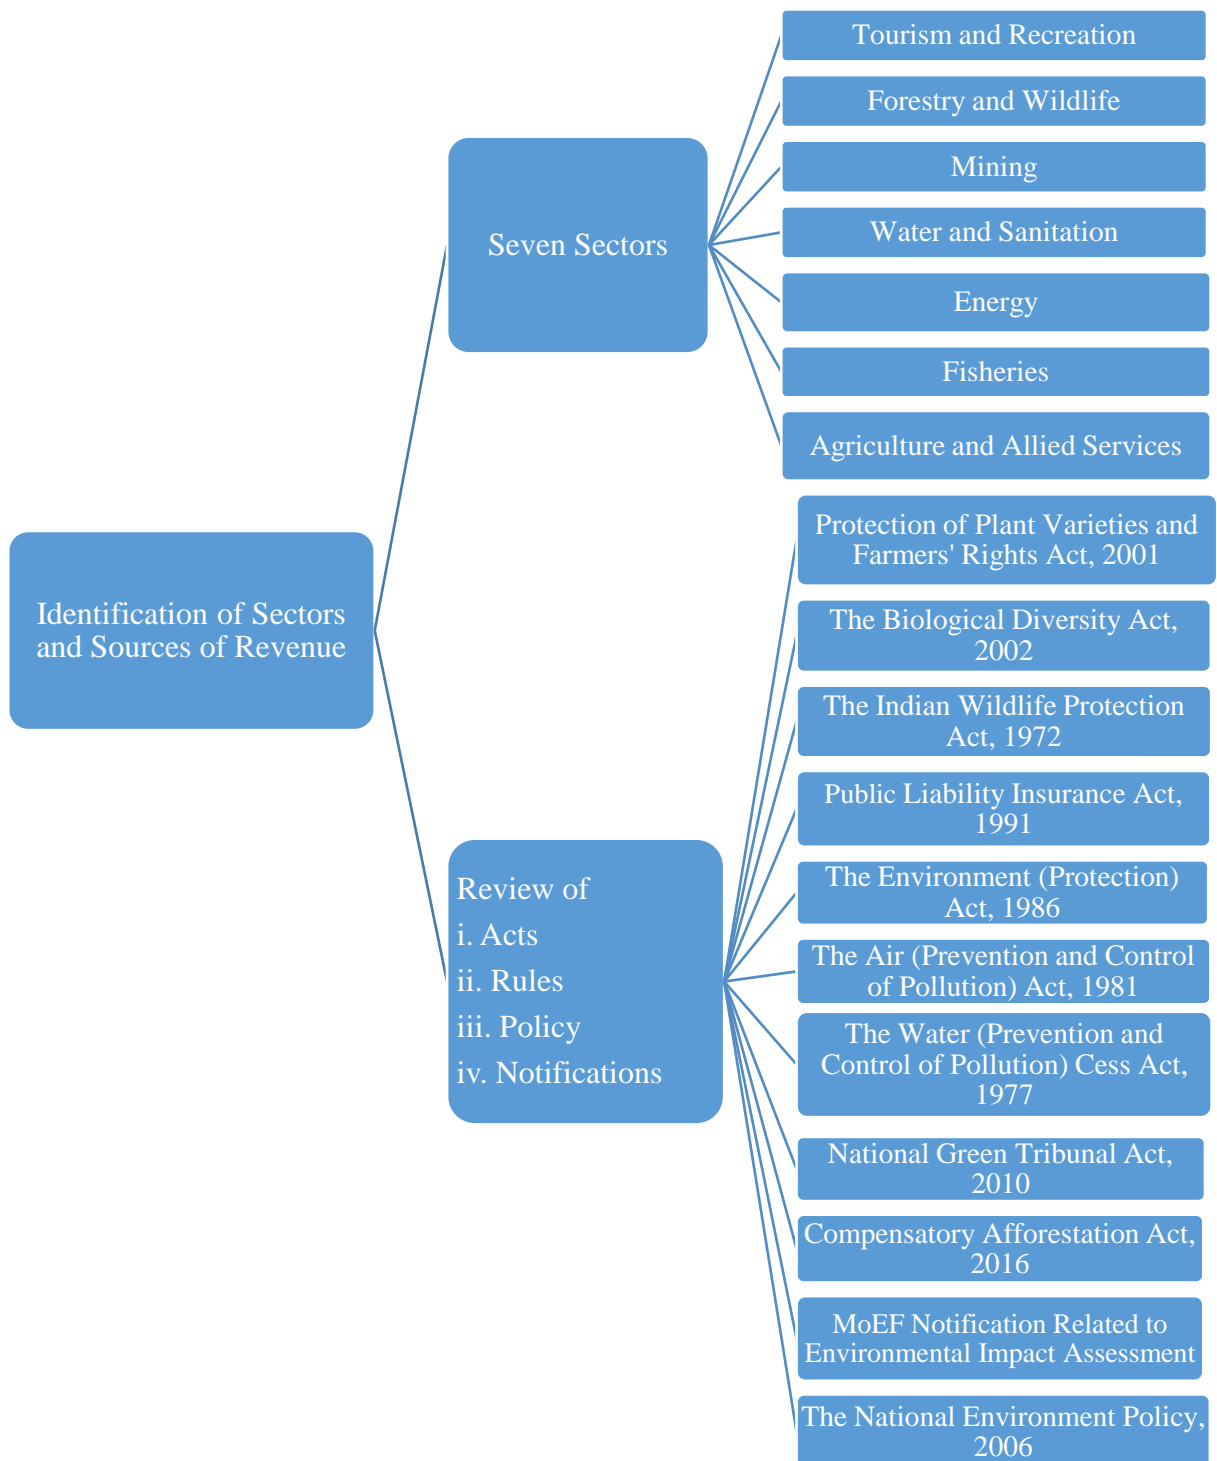 Identification of Sectors
and Sources of Revenue
Seven Sectors
Tourism and Recreation
Forestry and Wildlife
Mining
Water and Sanitation
Energy
Fisheries
Agriculture and Allied Services
Review of
i. Acts
ii. Rules
iii. Policy
iv. Notifications
Protection of Plant Varieties and
Farmers' Rights Act, 2001
The Biological Diversity Act,
2002
The Indian Wildlife Protection
Act, 1972
Public Liability Insurance Act,
1991
The Environment (Protection)
Act, 1986
The Air (Prevention and Control
of Pollution) Act, 1981
The Water (Prevention and
Control of Pollution) Cess Act,
1977
National Green Tribunal Act,
2010
Compensatory Afforestation Act,
2016
MoEF Notification Related to
Environmental Impact Assessment
The National Environment Policy,
2006